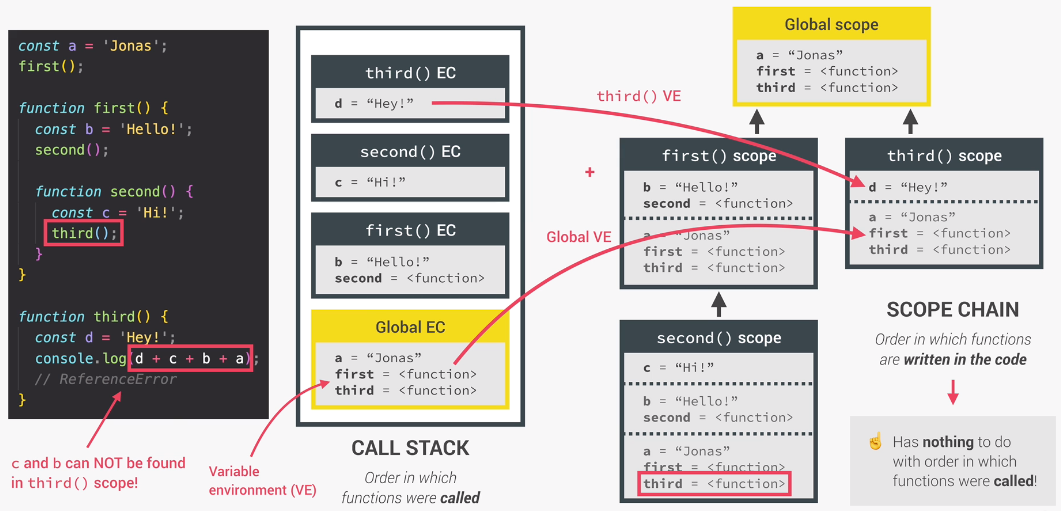 const a = 'Jonas';
first();
function first() {
const b = 'Hello!';
second();
function second() {
const c = 'Hi!';
third();
}
}
function third() {
const d = 'Hey!';
console.log(d + c + b + a);
// ReferenceError
}
c and b can NOT be found
in third() scope!
third() EC
d = “Hey!”
second() EC
c = “Hi!”
first() EC
b = “Hello!”
second = <function>
Global EC
a = “Jonas”
first = <function>
third = <function>
Variable
environment (VE)
CALL STACK
Order in which
functions were called
third() VE
+
Global VE
Global scope
a = “Jonas”
first = <function>
third = <function>
first() scope
b = “Hello!”
second = <function>
a = “Jonas”
first = <function>
third = <function>
third() scope
d = “Hey!”
a = “Jonas”
first = <function>
third = <function>
second() scope
c = “Hi!”
b = “Hello!”
second = <function>
a = “Jonas”
first = <function>
third = <function>
SCOPE CHAIN
Order in which functions
are written in the code
☝️ Has nothing to do
with order in which
functions were called!